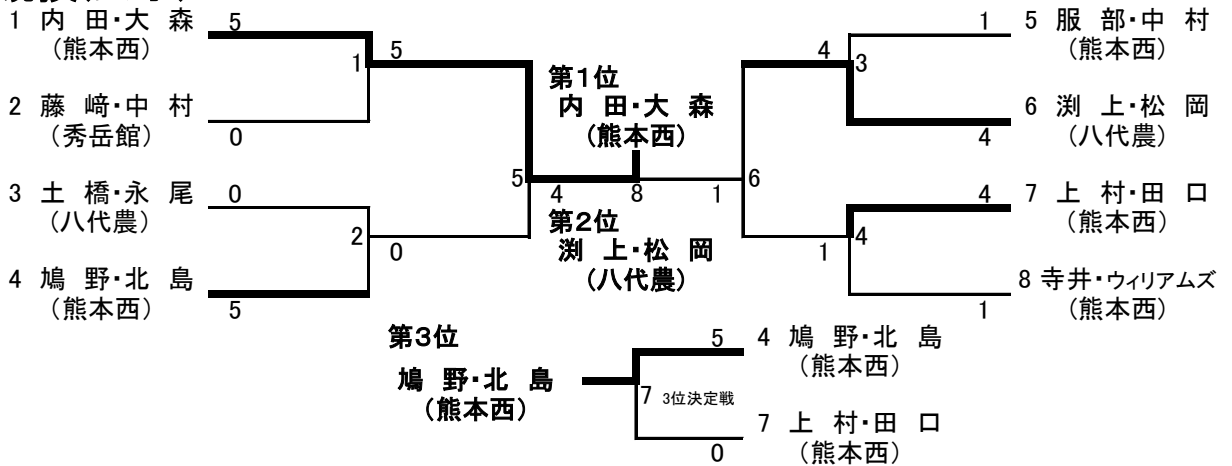 1 内 田・大 森 5
(熊本西)
1 5
2 藤 﨑・中 村
(秀岳館) 0
3 土 橋・永 尾 0
(八代農)
2 0
4 鳩 野・北 島
(熊本西) 5
5 4 8 1 6
第1位
内 田・大 森
(熊本西)
第2位
渕 上・松 岡
(八代農)
1 5 服 部・中 村
(熊本西)
4 3
6 渕 上・松 岡
4 (八代農)
4 7 上 村・田 口
(熊本西)
1 4
8 寺井・ウィリアムズ
1 (熊本西)
第3位
鳩 野・北 島
(熊本西)
5 4 鳩 野・北 島
(熊本西)
7 3位決定戦
7 上 村・田 口
0 (熊本西)